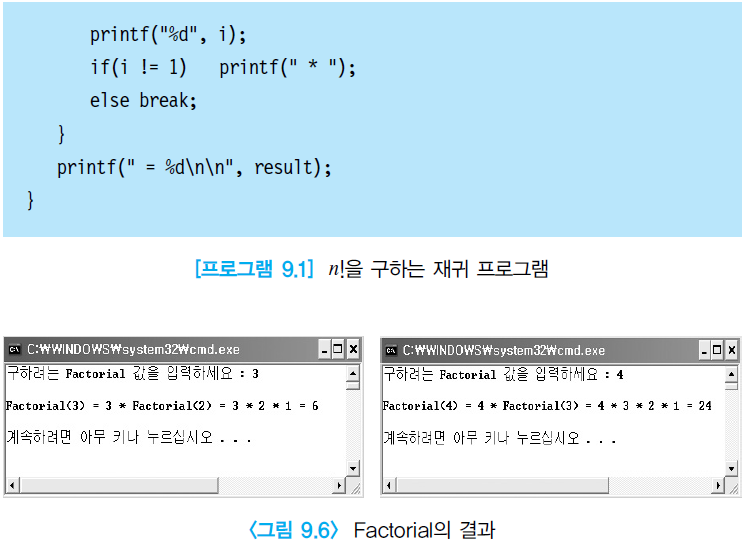 printf("%d", i);
if(i != 1)   printf(" * ");
else break;
}
printf(" = %d\n\n", result);
}
[프로그램 9.1] n!을 구하는 재귀 프로그램
C:₩WINDOWS₩system32₩cmd.exe
구하려는 Factorial 값을 입력하세요 : 3
Factorial(3) = 3 * Factorial(2) = 3 * 2 * 1 = 6
계속하려면 아무 키나 누르십시오 . . .
C:₩WINDOWS₩system32₩cmd.exe
구하려는 Factorial 값을 입력하세요 : 4
Factorial(4) = 4 * Factorial(3) = 4 * 3 * 2 * 1 = 24
계속하려면 아무 키나 누르십시오 . . .
〈그림 9.6〉 Factorial의 결과